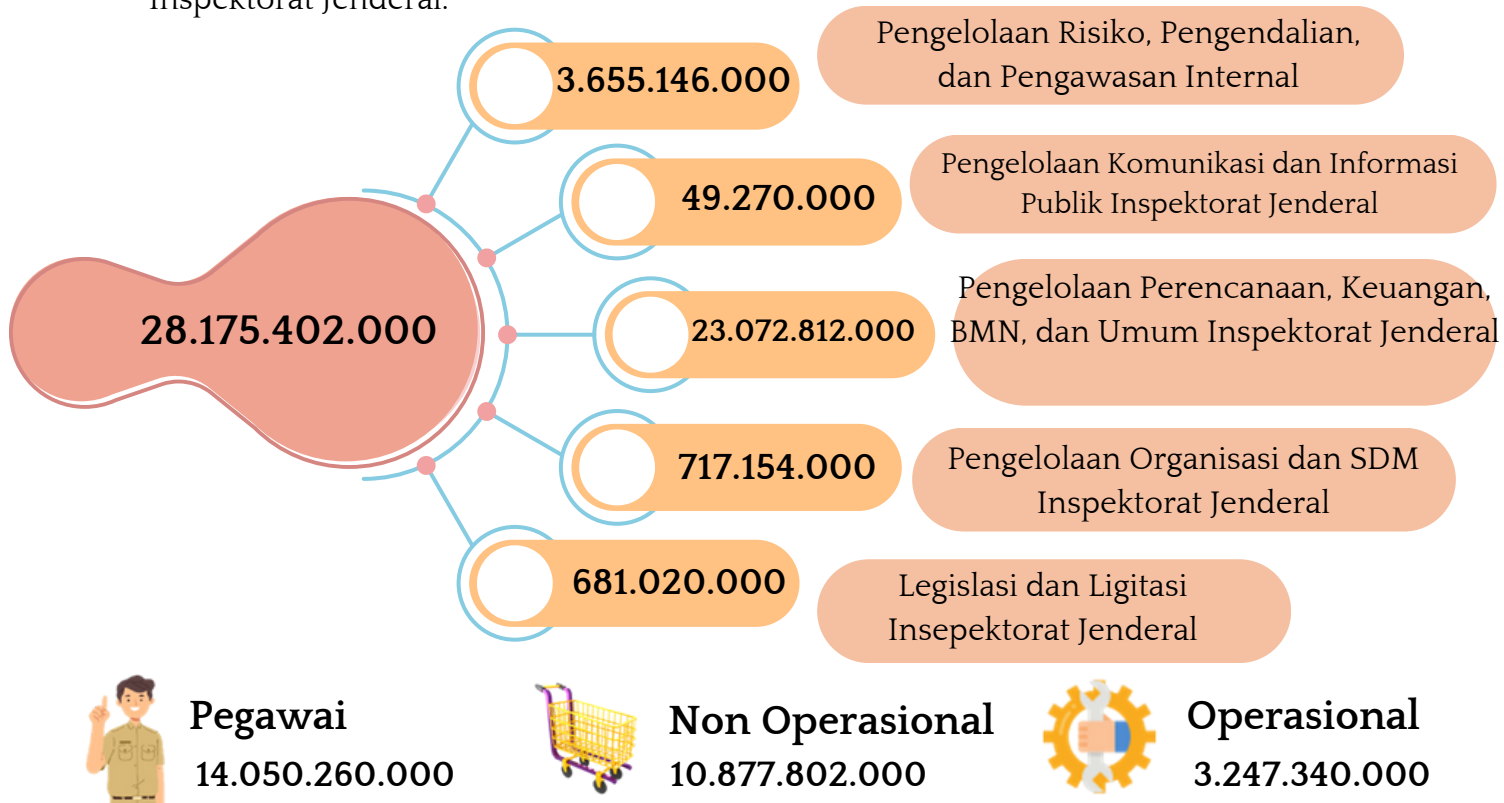 Inspektorat Jenderal.
3.655.146.000
Pengelolaan Risiko, Pengendalian,
dan Pengawasan Internal
49.270.000
Pengelolaan Komunikasi dan Informasi
Publik Inspektorat Jenderal
28.175.402.000
23.072.812.000
Pengelolaan Perencanaan, Keuangan,
BMN, dan Umum Inspektorat Jenderal
717.154.000
Pengelolaan Organisasi dan SDM
Inspektorat Jenderal
681.020.000
Legislasi dan Ligitasi
Insepektorat Jenderal
Pegawai
14.050.260.000
Non Operasional
10.877.802.000
Operasional
3.247.340.000